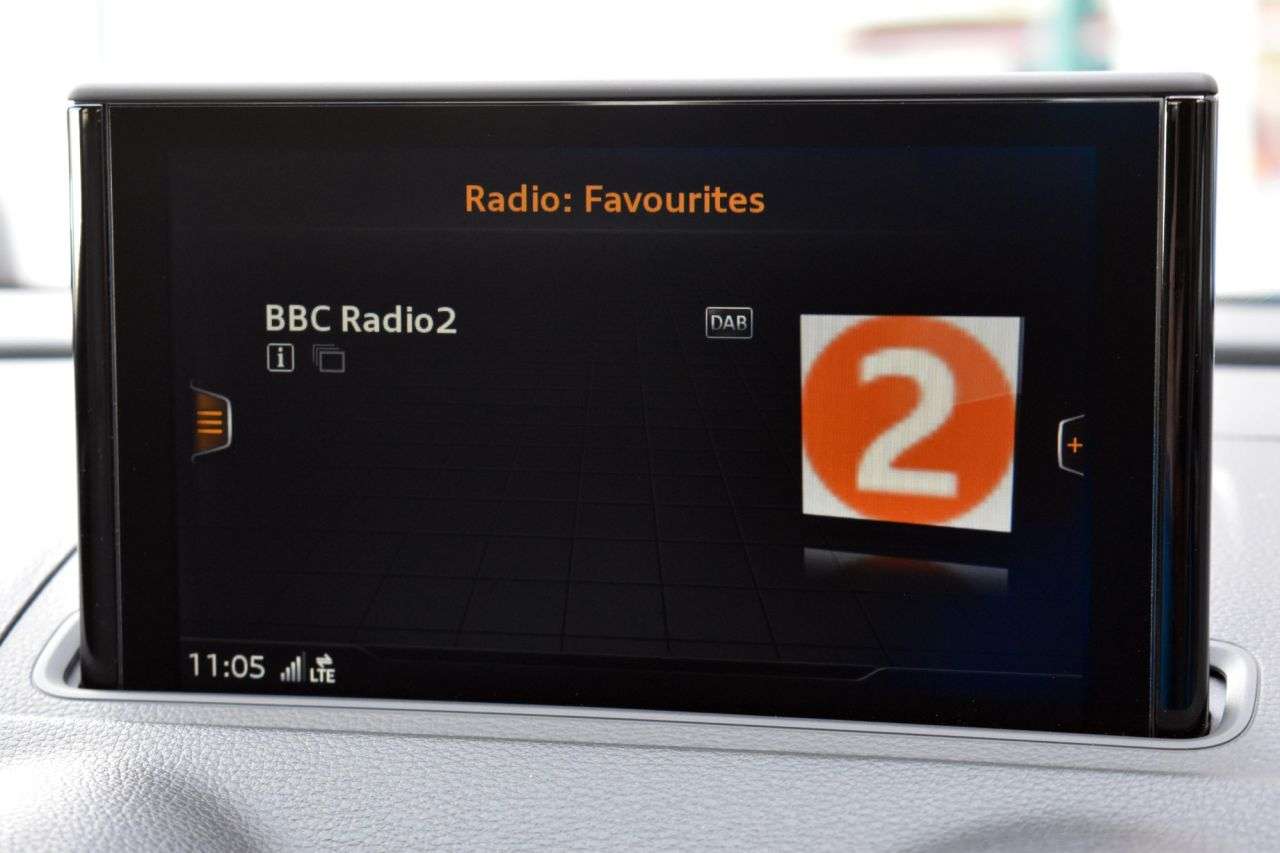 Radio: Favourites
BBC Radio2
DAB
i
2
+
11:05 LTE